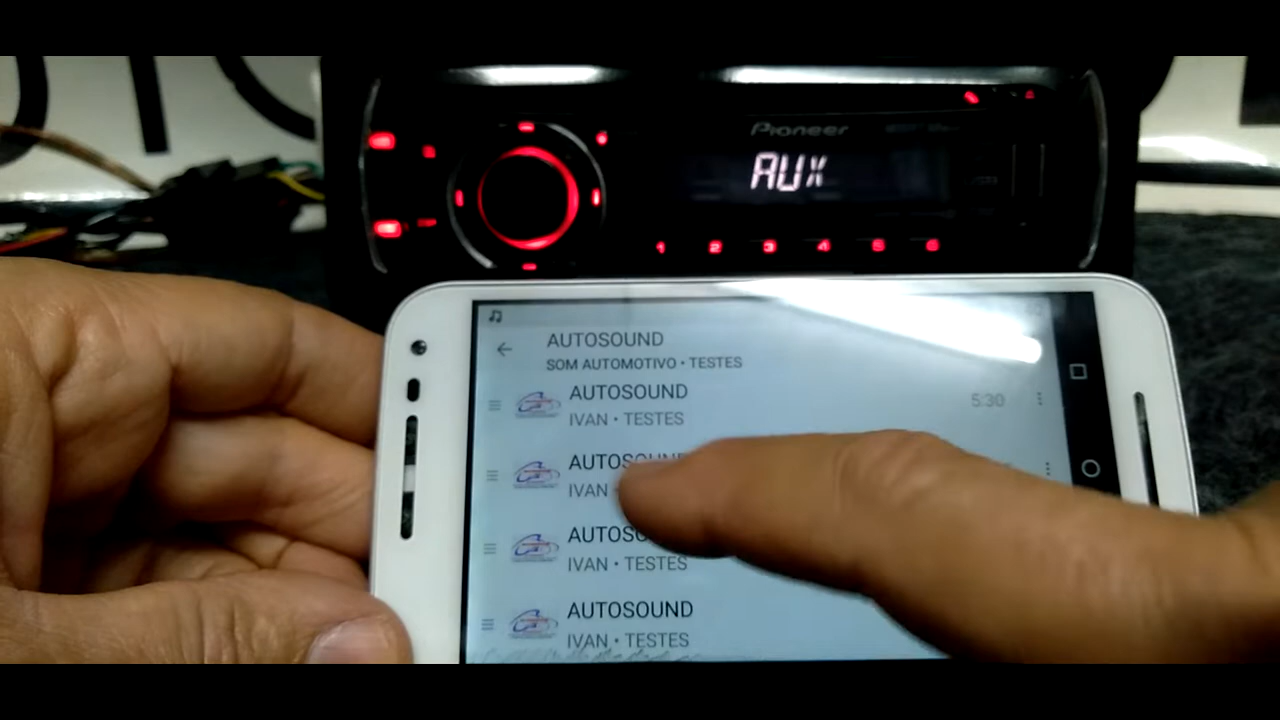 Pioneer
AUX
1 2 3 4 5 6
AUTOSOUND
SOM AUTOMOTIVO • TESTES
AUTOSOUND
5:30
IVAN • TESTES
AUTOSOUND
IVAN
AUTOSO
IVAN • TESTES
AUTOSOUND
IVAN • TESTES